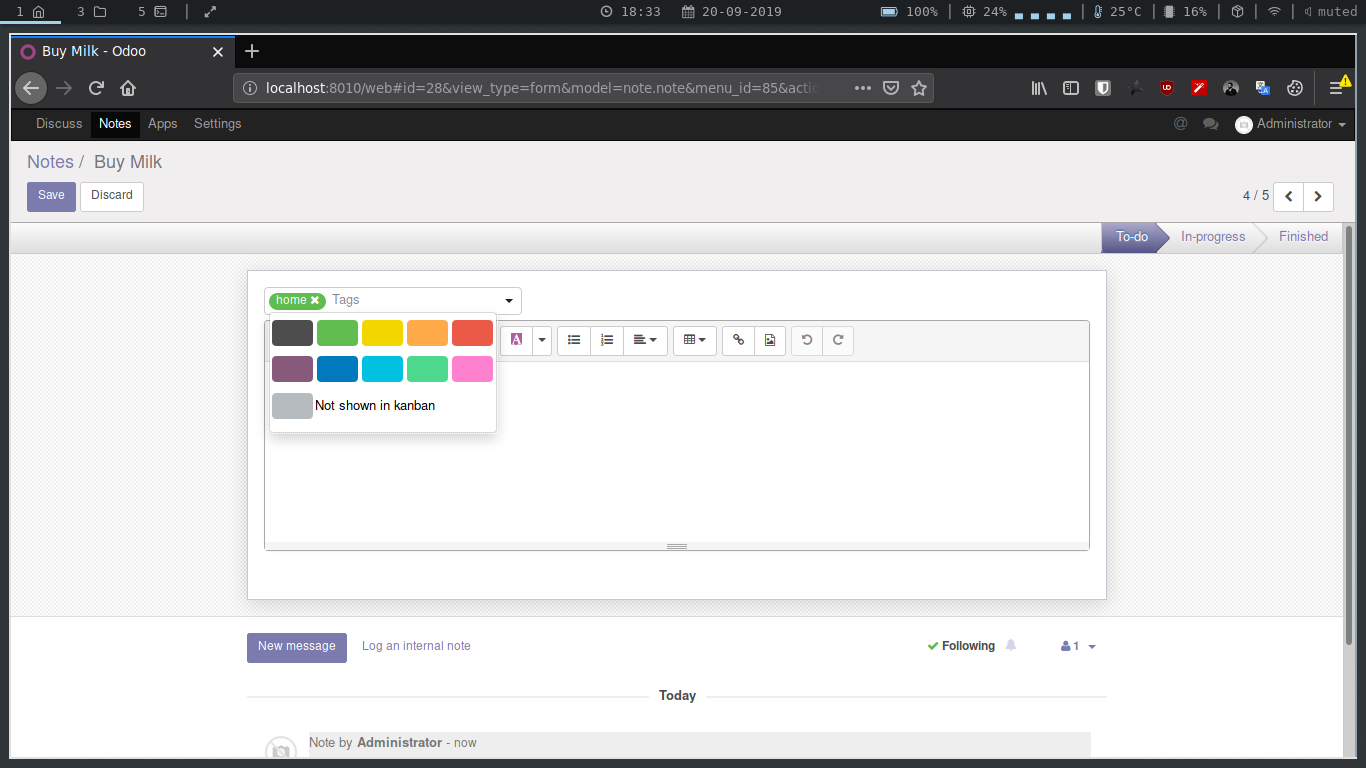 1 3 5 18:33 20-09-2019 100% 24% 25°C 16% muted
Buy Milk - Odoo
localhost:8010/web#id=28&view_type=form&model=note.note&menu_id=85&acti
Discuss Notes Apps Settings @ Administrator
Notes / Buy Milk
Save Discard 4 / 5
To-do In-progress Finished
home Tags
A
Not shown in kanban
New message Log an internal note Following 1
Today
Note by Administrator - now